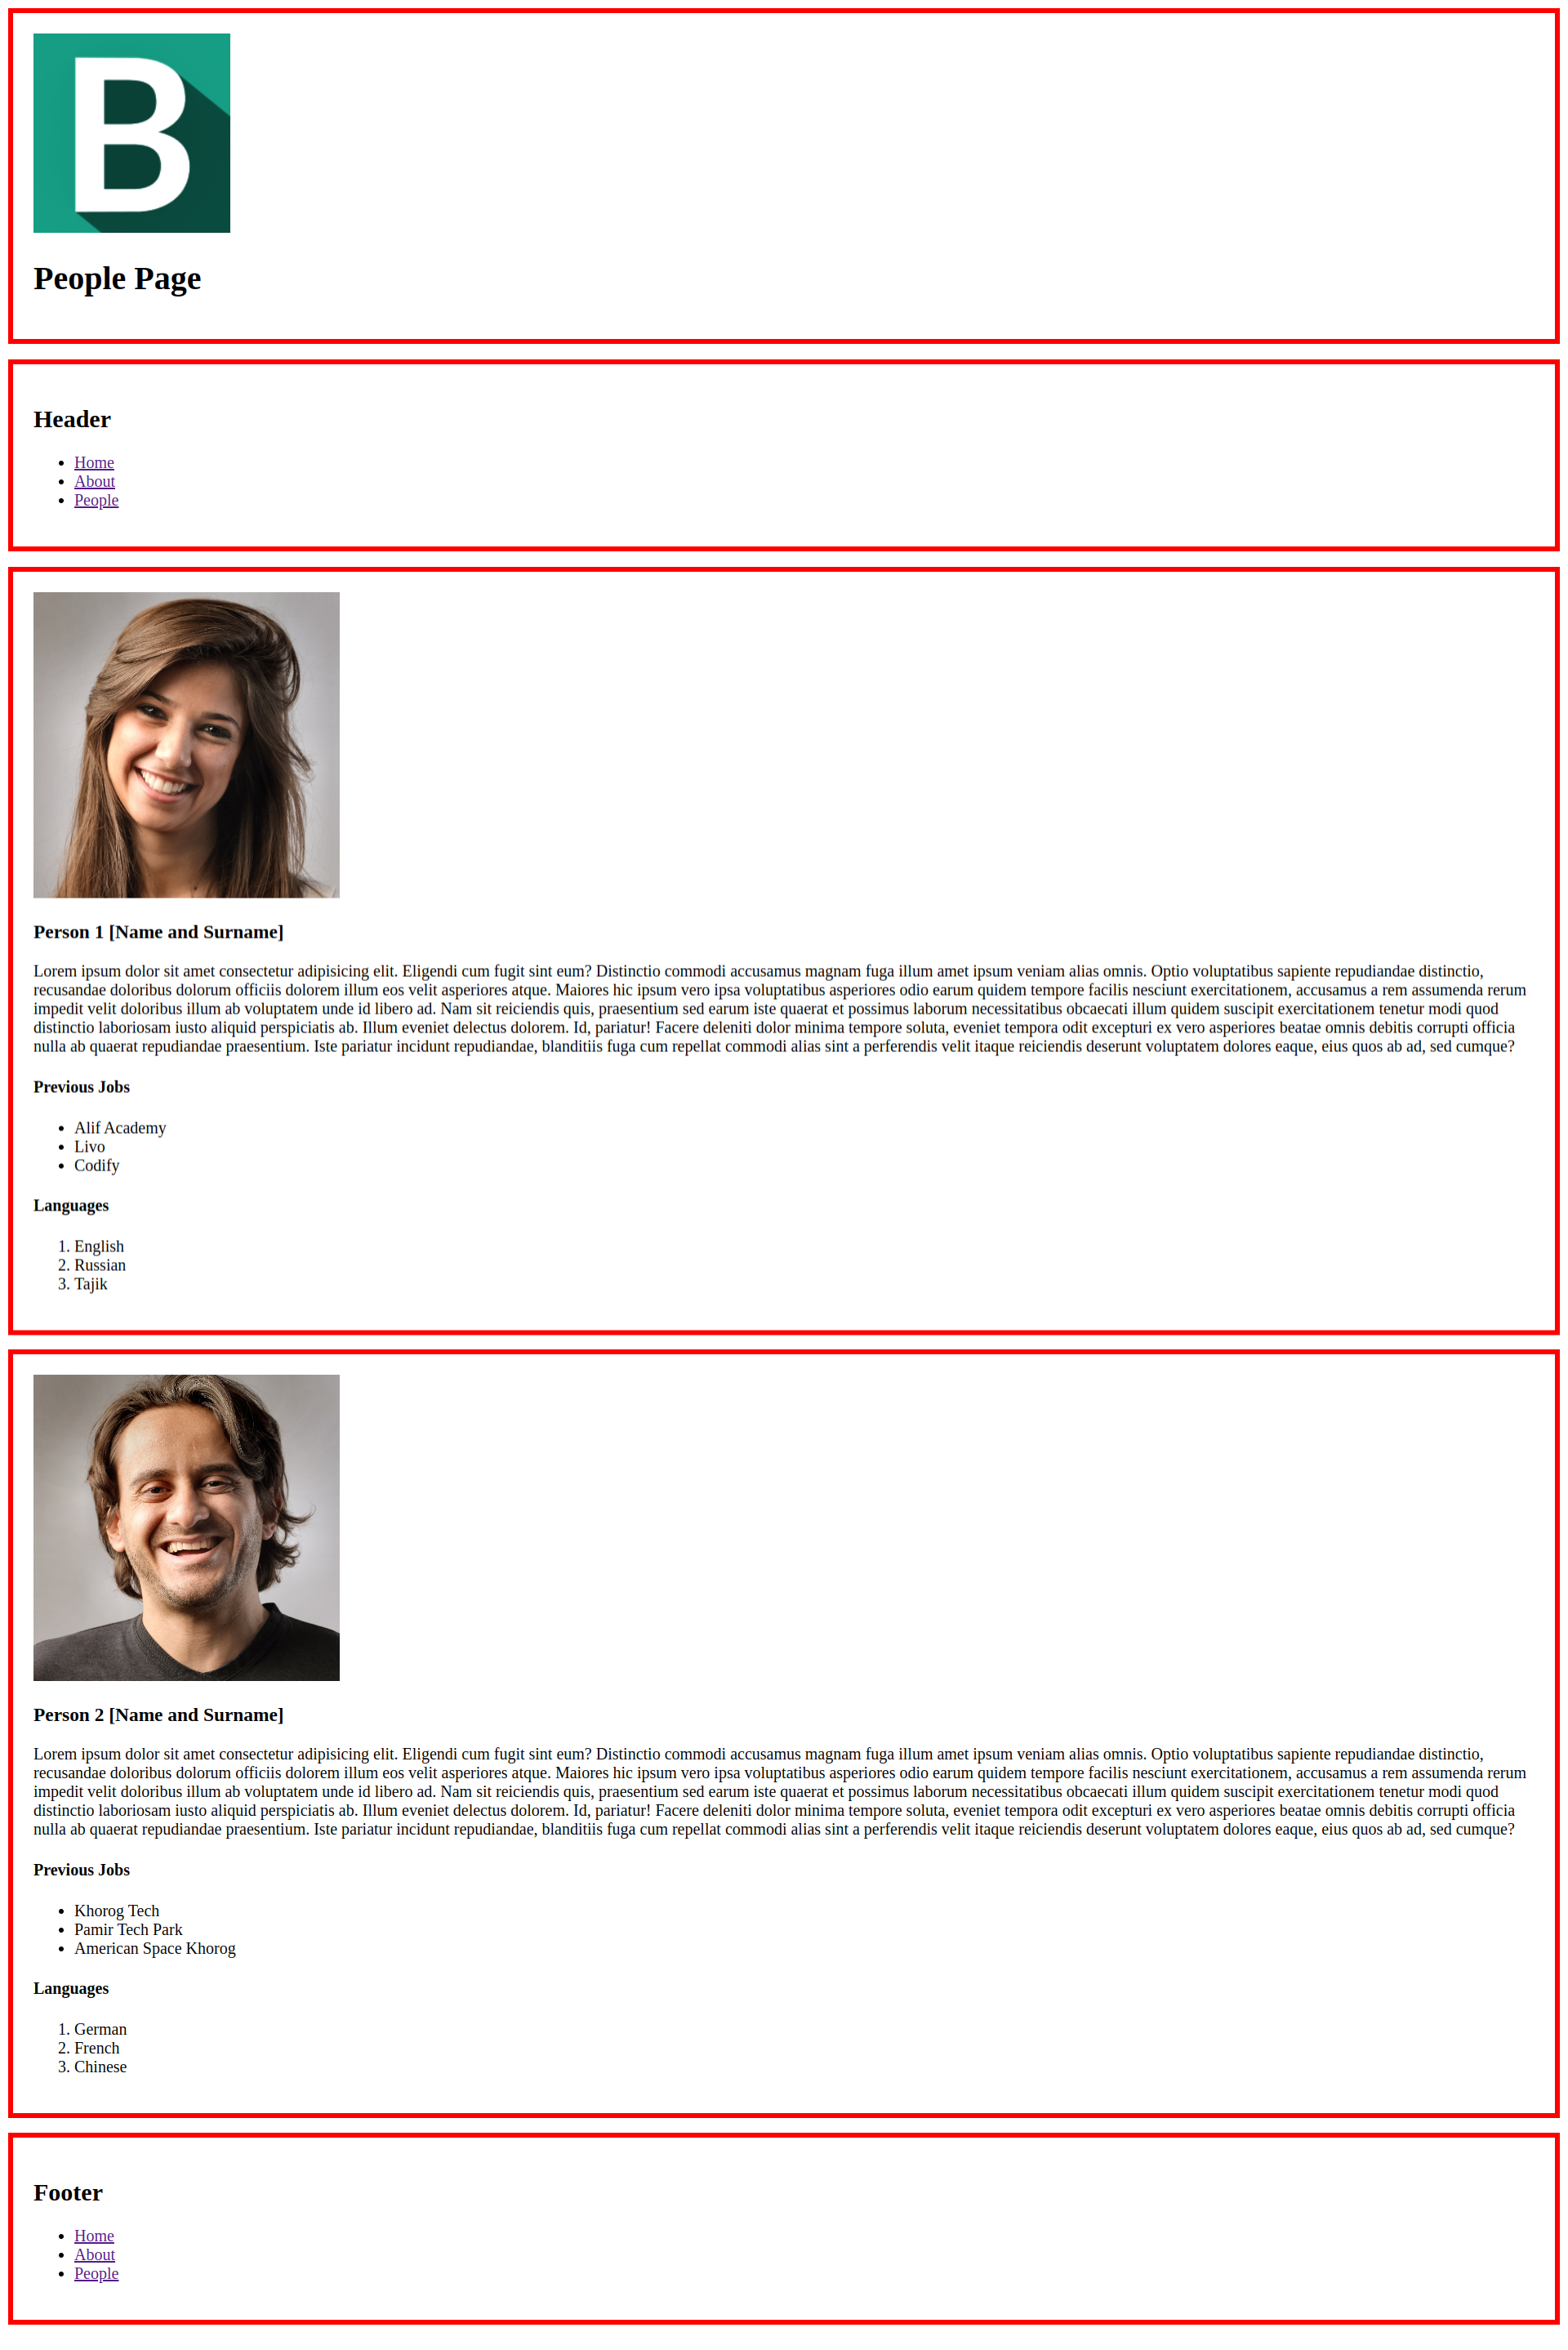 B
People Page
Header
Home
About
People
Person 1 [Name and Surname]
Lorem ipsum dolor sit amet consectetur adipisicing elit. Eligendi cum fugit sint eum? Distinctio commodi accusamus magnam fuga illum amet ipsum veniam alias omnis. Optio voluptatibus sapiente repudiandae distinctio,
recusandae doloribus dolorum officiis dolorem illum eos velit asperiores atque. Maiores hic ipsum vero ipsa voluptatibus asperiores odio earum quidem tempore facilis nesciunt exercitationem, accusamus a rem assumenda rerum
impedit velit doloribus illum ab voluptatem unde id libero ad. Nam sit reiciendis quis, praesentium sed earum iste quaerat et possimus laborum necessitatibus obcaecati illum quidem suscipit exercitationem tenetur modi quod
distinctio laboriosam iusto aliquid perspiciatis ab. Illum eveniet delectus dolorem. Id, pariatur! Facere deleniti dolor minima tempore soluta, eveniet tempora odit excepturi ex vero asperiores beatae omnis debitis corrupti officia
nulla ab quaerat repudiandae praesentium. Iste pariatur incidunt repudiandae, blanditiis fuga cum repellat commodi alias sint a perferendis velit itaque reiciendis deserunt voluptatem dolores eaque, eius quos ab ad, sed cumque?
Previous Jobs
Alif Academy
Livo
Codify
Languages
1. English
2. Russian
3. Tajik
Person 2 [Name and Surname]
Lorem ipsum dolor sit amet consectetur adipisicing elit. Eligendi cum fugit sint eum? Distinctio commodi accusamus magnam fuga illum amet ipsum veniam alias omnis. Optio voluptatibus sapiente repudiandae distinctio,
recusandae doloribus dolorum officiis dolorem illum eos velit asperiores atque. Maiores hic ipsum vero ipsa voluptatibus asperiores odio earum quidem tempore facilis nesciunt exercitationem, accusamus a rem assumenda rerum
impedit velit doloribus illum ab voluptatem unde id libero ad. Nam sit reiciendis quis, praesentium sed earum iste quaerat et possimus laborum necessitatibus obcaecati illum quidem suscipit exercitationem tenetur modi quod
distinctio laboriosam iusto aliquid perspiciatis ab. Illum eveniet delectus dolorem. Id, pariatur! Facere deleniti dolor minima tempore soluta, eveniet tempora odit excepturi ex vero asperiores beatae omnis debitis corrupti officia
nulla ab quaerat repudiandae praesentium. Iste pariatur incidunt repudiandae, blanditiis fuga cum repellat commodi alias sint a perferendis velit itaque reiciendis deserunt voluptatem dolores eaque, eius quos ab ad, sed cumque?
Previous Jobs
Khorog Tech
Pamir Tech Park
American Space Khorog
Languages
1. German
2. French
3. Chinese
Footer
Home
About
People